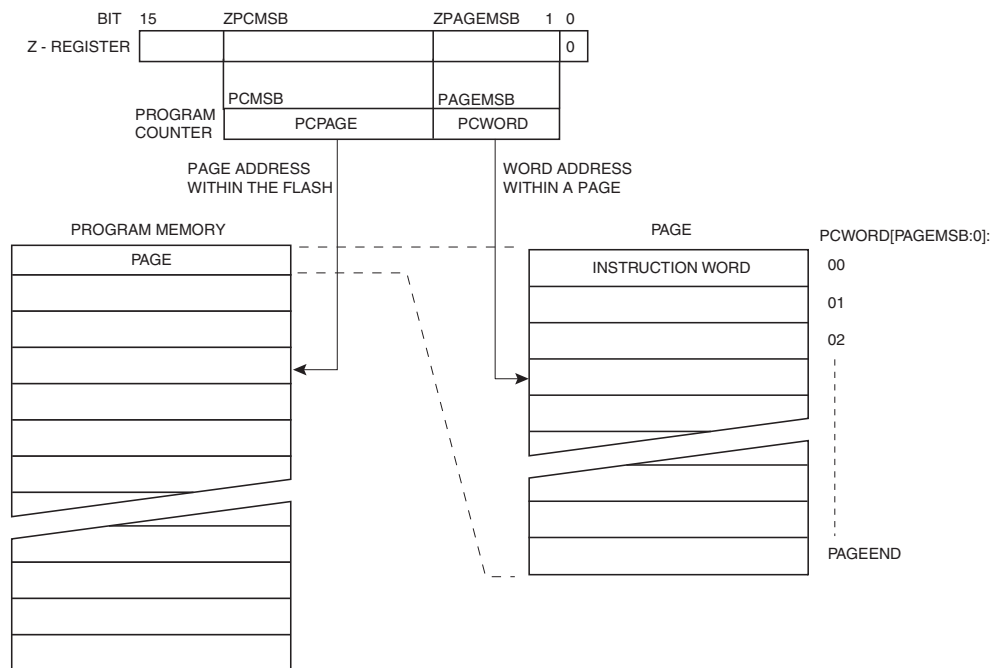 BIT 15 ZPCMSB ZPAGEMSB 1 0
Z - REGISTER 0
PCMSB PAGEMSB
PROGRAM
COUNTER
PCPAGE PCWORD
PAGE ADDRESS
WITHIN THE FLASH
WORD ADDRESS
WITHIN A PAGE
PROGRAM MEMORY
PAGE
PAGE
PCWORD[PAGEMSB:0]:
INSTRUCTION WORD
00
01
02
PAGEEND